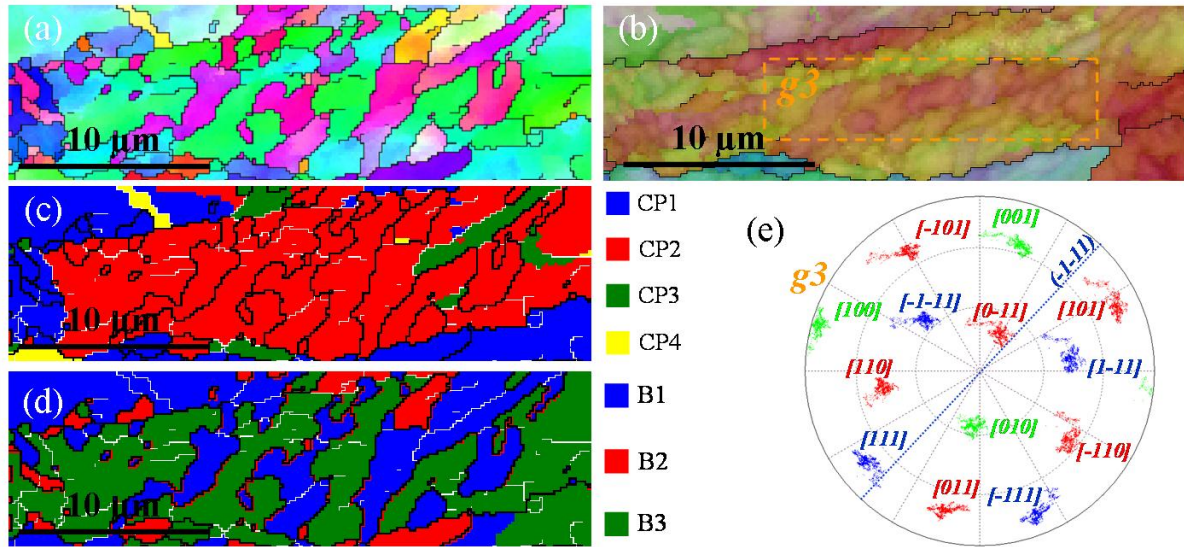 (a)
10 µm
(b)
g3
10 µm
(c)
10 µm
CP1
CP2
CP3
CP4
(d)
10 µm
B1
B2
B3
(e)
g3
[-101]
[001]
(-1-11)
[100]
[-1-11]
[0-11]
[101]
[110]
[1-11]
[111]
[010]
[-110]
[011]
[-111]